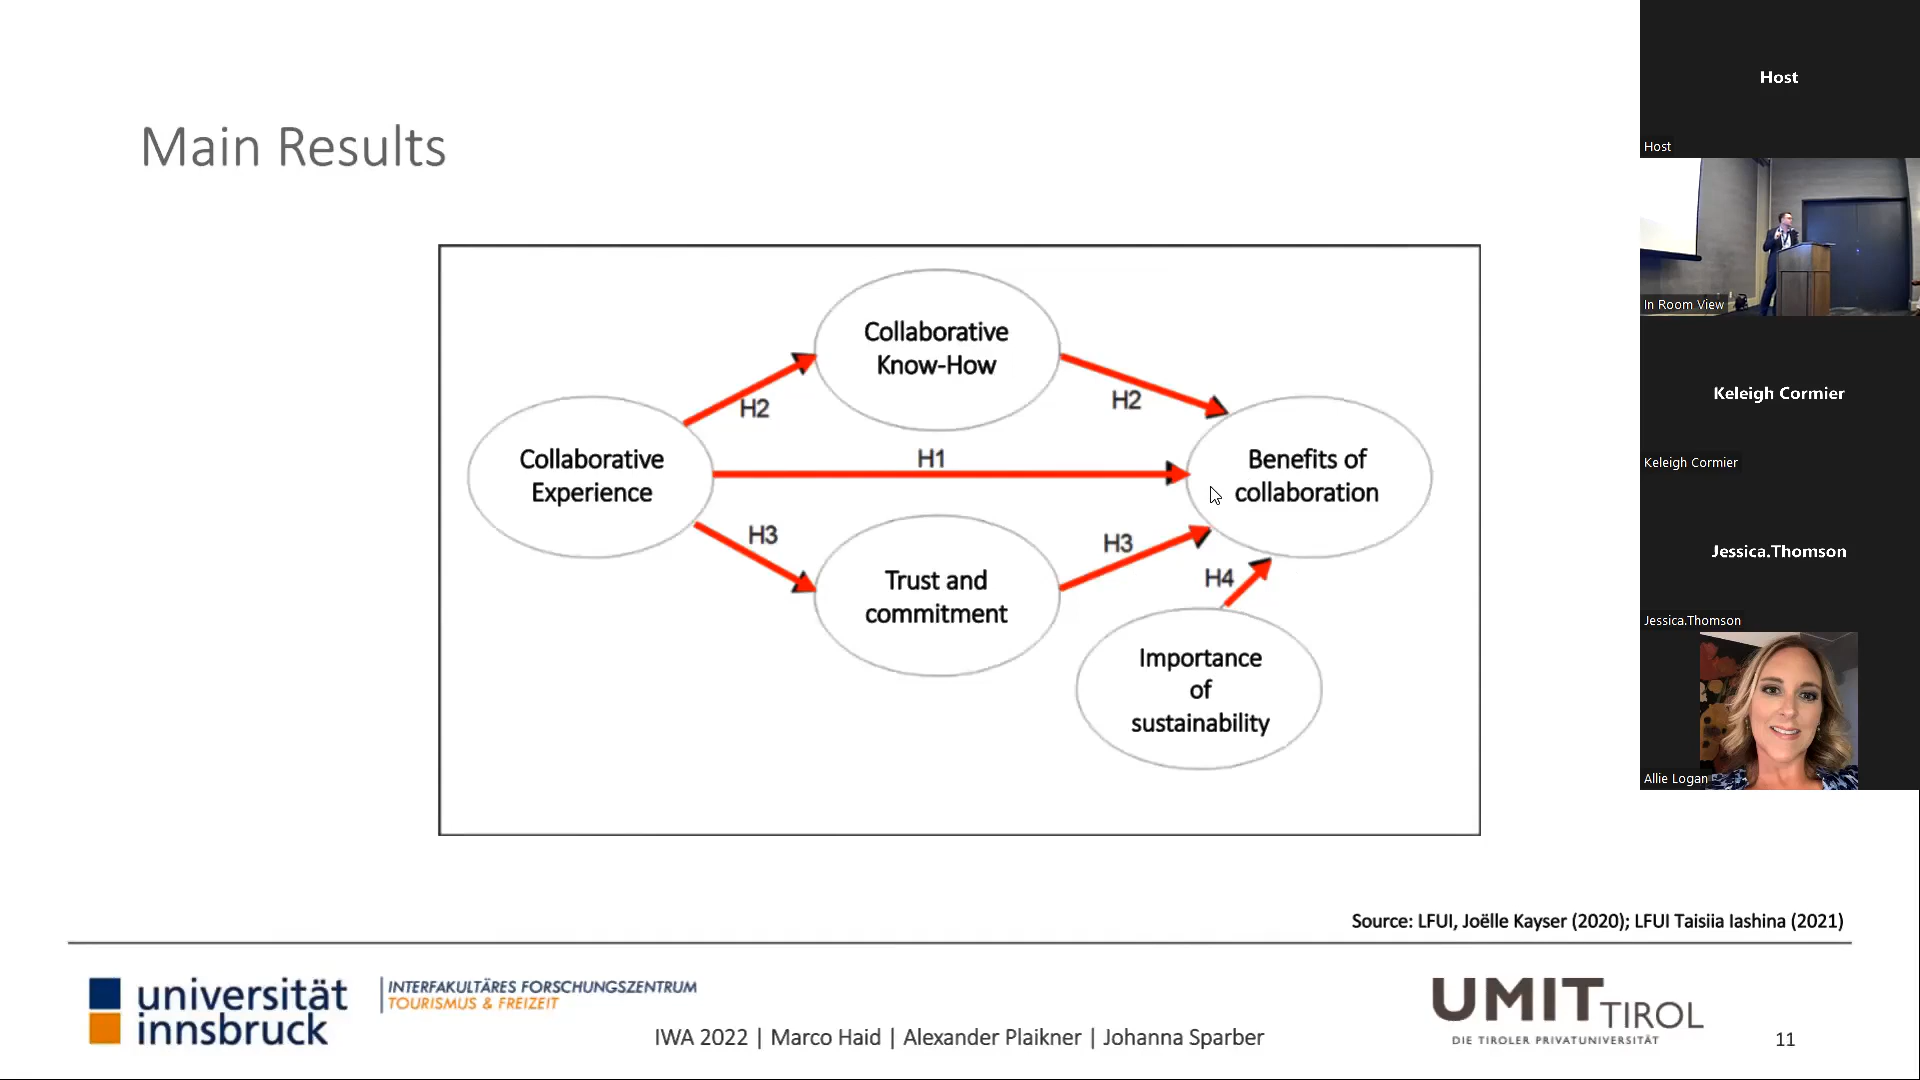 Main Results
Collaborative
Know-How
H2
H2
Collaborative
Experience
H1
Benefits of
collaboration
H3
H3
Trust and
commitment
H4
Importance
of
sustainability
Source: LFUI, Joëlle Kayser (2020); LFUI Taisiia Iashina (2021)
universität
innsbruck
INTERFAKULTÄRES FORSCHUNGSZENTRUM
TOURISMUS & FREIZEIT
IWA 2022 | Marco Haid | Alexander Plaikner | Johanna Sparber
UMIT TIROL
DIE TIROLER PRIVATUNIVERSITÄT
11
Host
Host
In Room View
Keleigh Cormier
Keleigh Cormier
Jessica.Thomson
Jessica.Thomson
Allie Logan